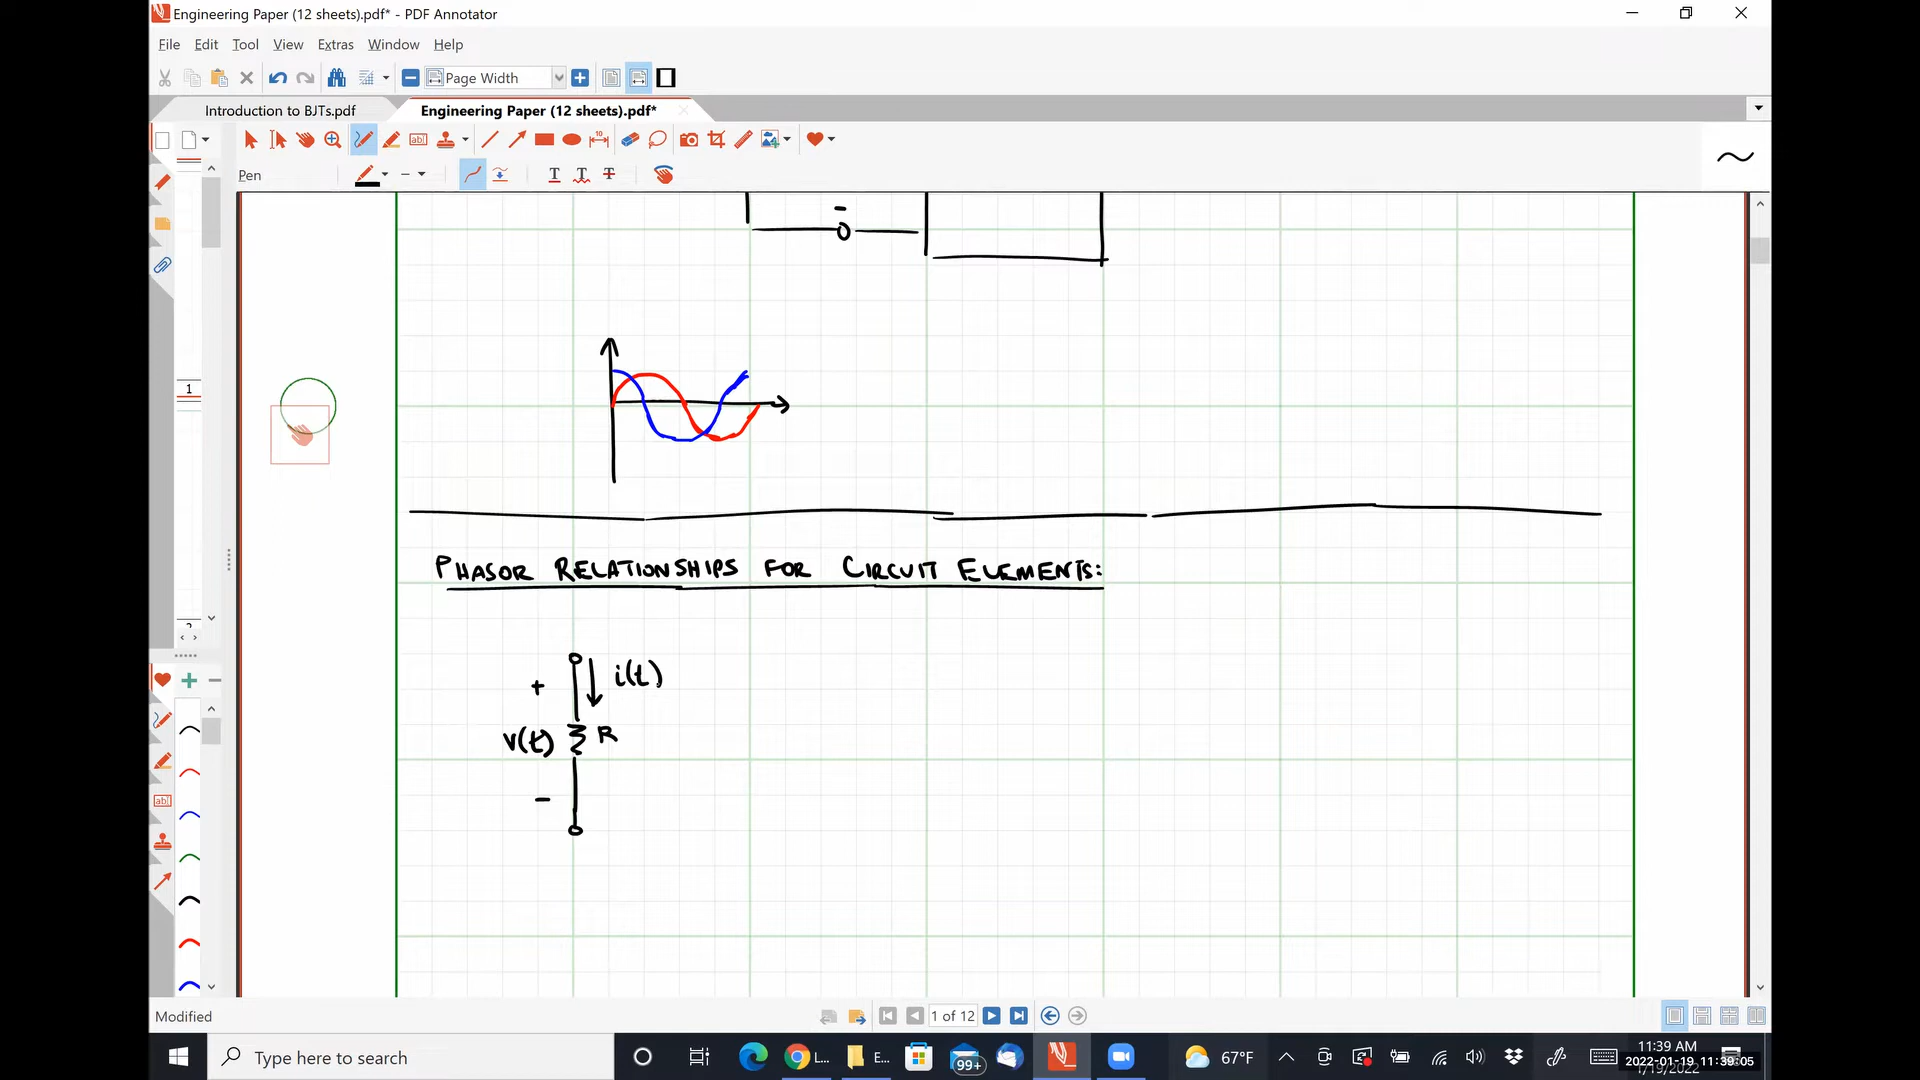 Engineering Paper (12 sheets).pdf* - PDF Annotator
File Edit Tool View Extras Window Help
Page Width
Introduction to BJTs.pdf Engineering Paper (12 sheets).pdf*
Pen
-
1
PHASOR RELATIONSHIPS FOR CIRCUIT ELEMENTS:
+ i(t)
v(t) R
-
Modified
1 of 12
Type here to search
L...
E...
99+
67°F
11:39 AM
2022-01-19 11:39:05